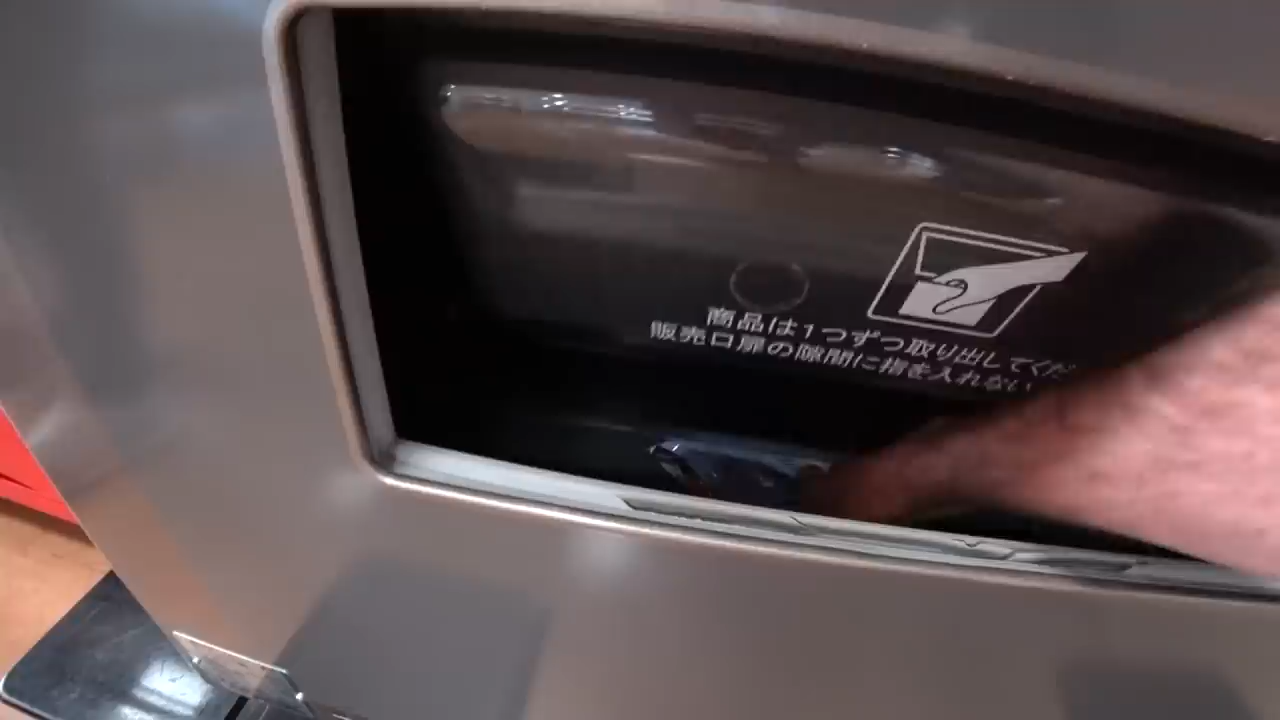 商品は1つずつ取り出してくだ
販売口扉の隙間に指を入れない